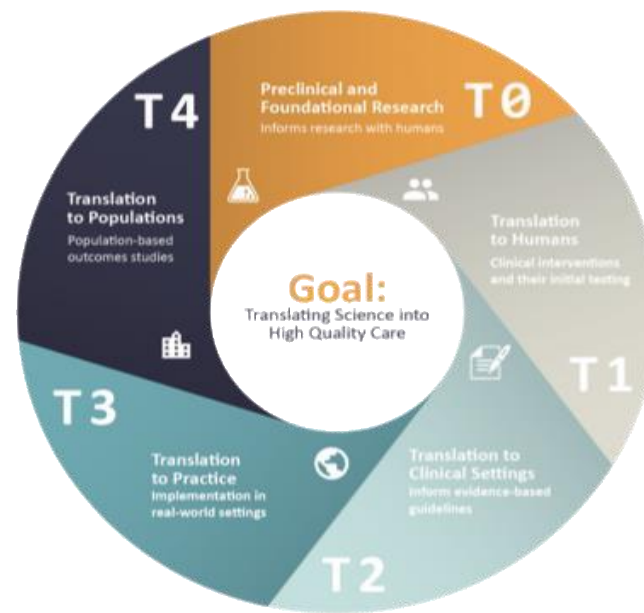 T0
Preclinical and
Foundational Research
Informs research with humans
Translation
to Humans
Clinical interventions
and their initial testing
T1
Translation to
Clinical Settings
Inform evidence-based
guidelines
T2
Translation
to Practice
Implementation in
real-world settings
T3
T4
Translation
to Populations
Population-based
outcomes studies
Goal:
Translating Science into
High Quality Care